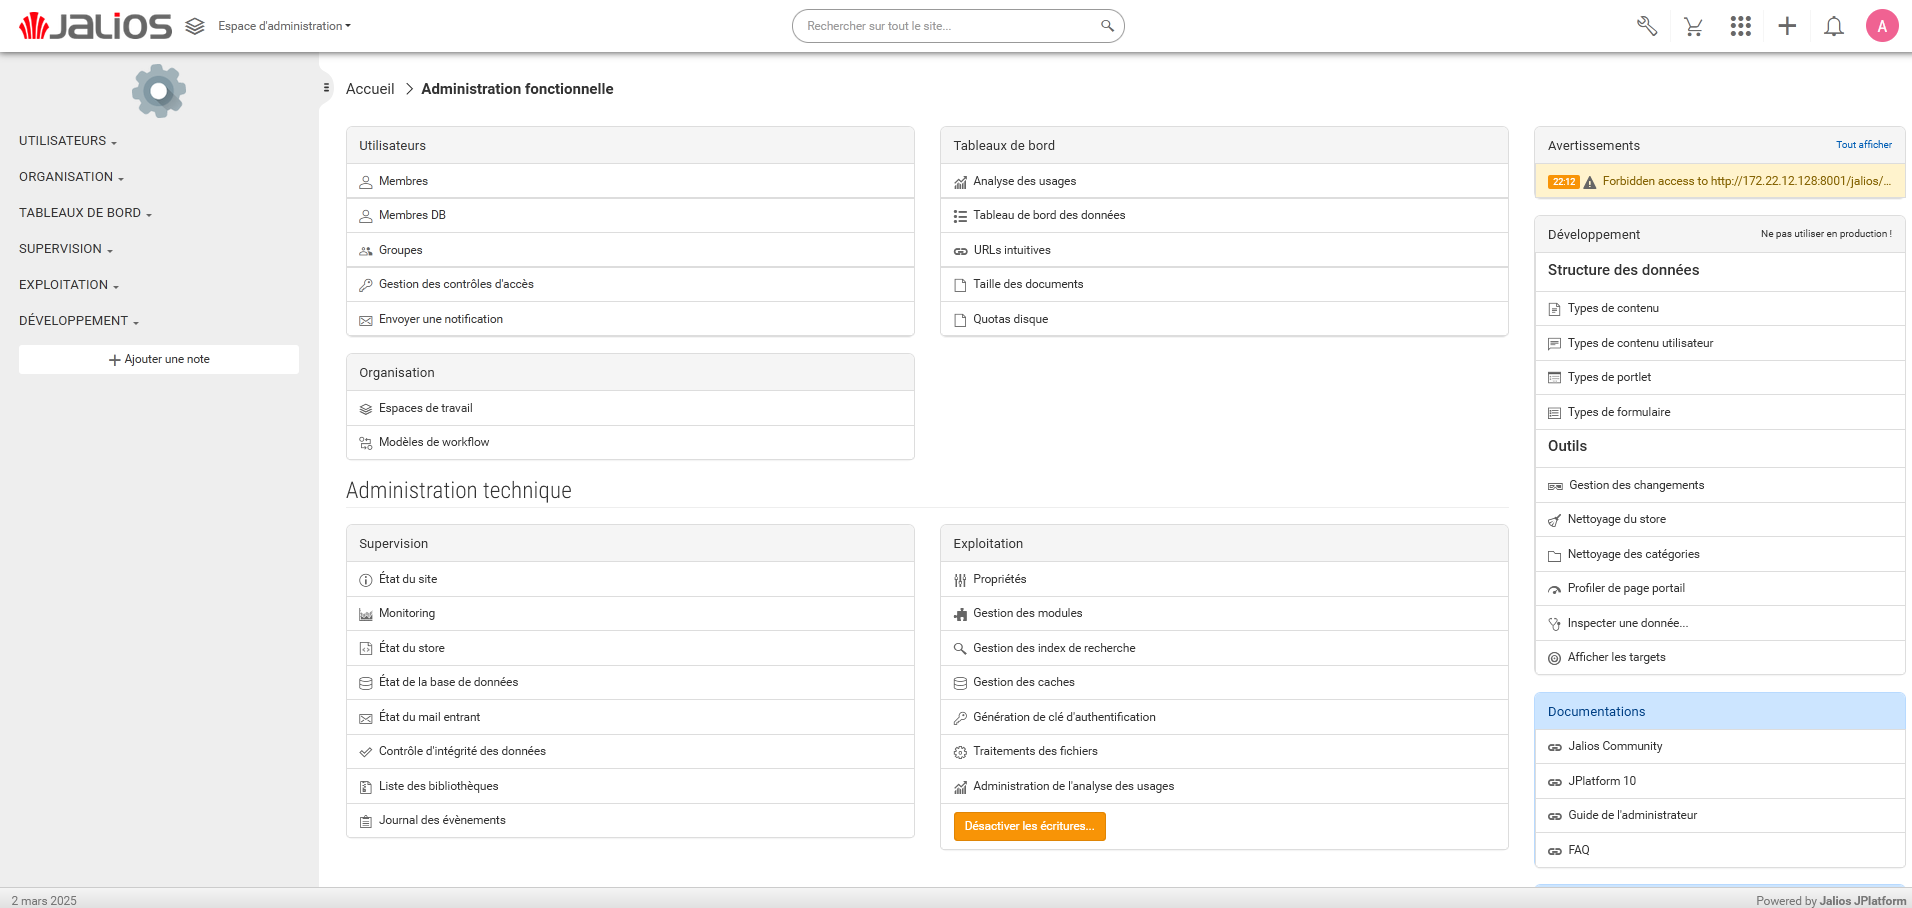 JALIOS Espace d'administration
Rechercher sur tout le site...
A
UTILISATEURS
ORGANISATION
TABLEAUX DE BORD
SUPERVISION
EXPLOITATION
DÉVELOPPEMENT
Ajouter une note
Accueil > Administration fonctionnelle
Utilisateurs
Membres
Membres DB
Groupes
Gestion des contrôles d'accès
Envoyer une notification
Organisation
Espaces de travail
Modèles de workflow
Tableaux de bord
Analyse des usages
Tableau de bord des données
URLs intuitives
Taille des documents
Quotas disque
Administration technique
Supervision
État du site
Monitoring
État du store
État de la base de données
État du mail entrant
Contrôle d'intégrité des données
Liste des bibliothèques
Journal des évènements
Exploitation
Propriétés
Gestion des modules
Gestion des index de recherche
Gestion des caches
Génération de clé d'authentification
Traitements des fichiers
Administration de l'analyse des usages
Désactiver les écritures...
Avertissements Tout afficher
22:12 Forbidden access to http://172.22.12.128:8001/jalios/...
Développement Ne pas utiliser en production !
Structure des données
Types de contenu
Types de contenu utilisateur
Types de portlet
Types de formulaire
Outils
Gestion des changements
Nettoyage du store
Nettoyage des catégories
Profiler de page portail
Inspecter une donnée...
Afficher les targets
Documentations
Jalios Community
JPlatform 10
Guide de l'administrateur
FAQ
2 mars 2025
Powered by Jalios JPlatform